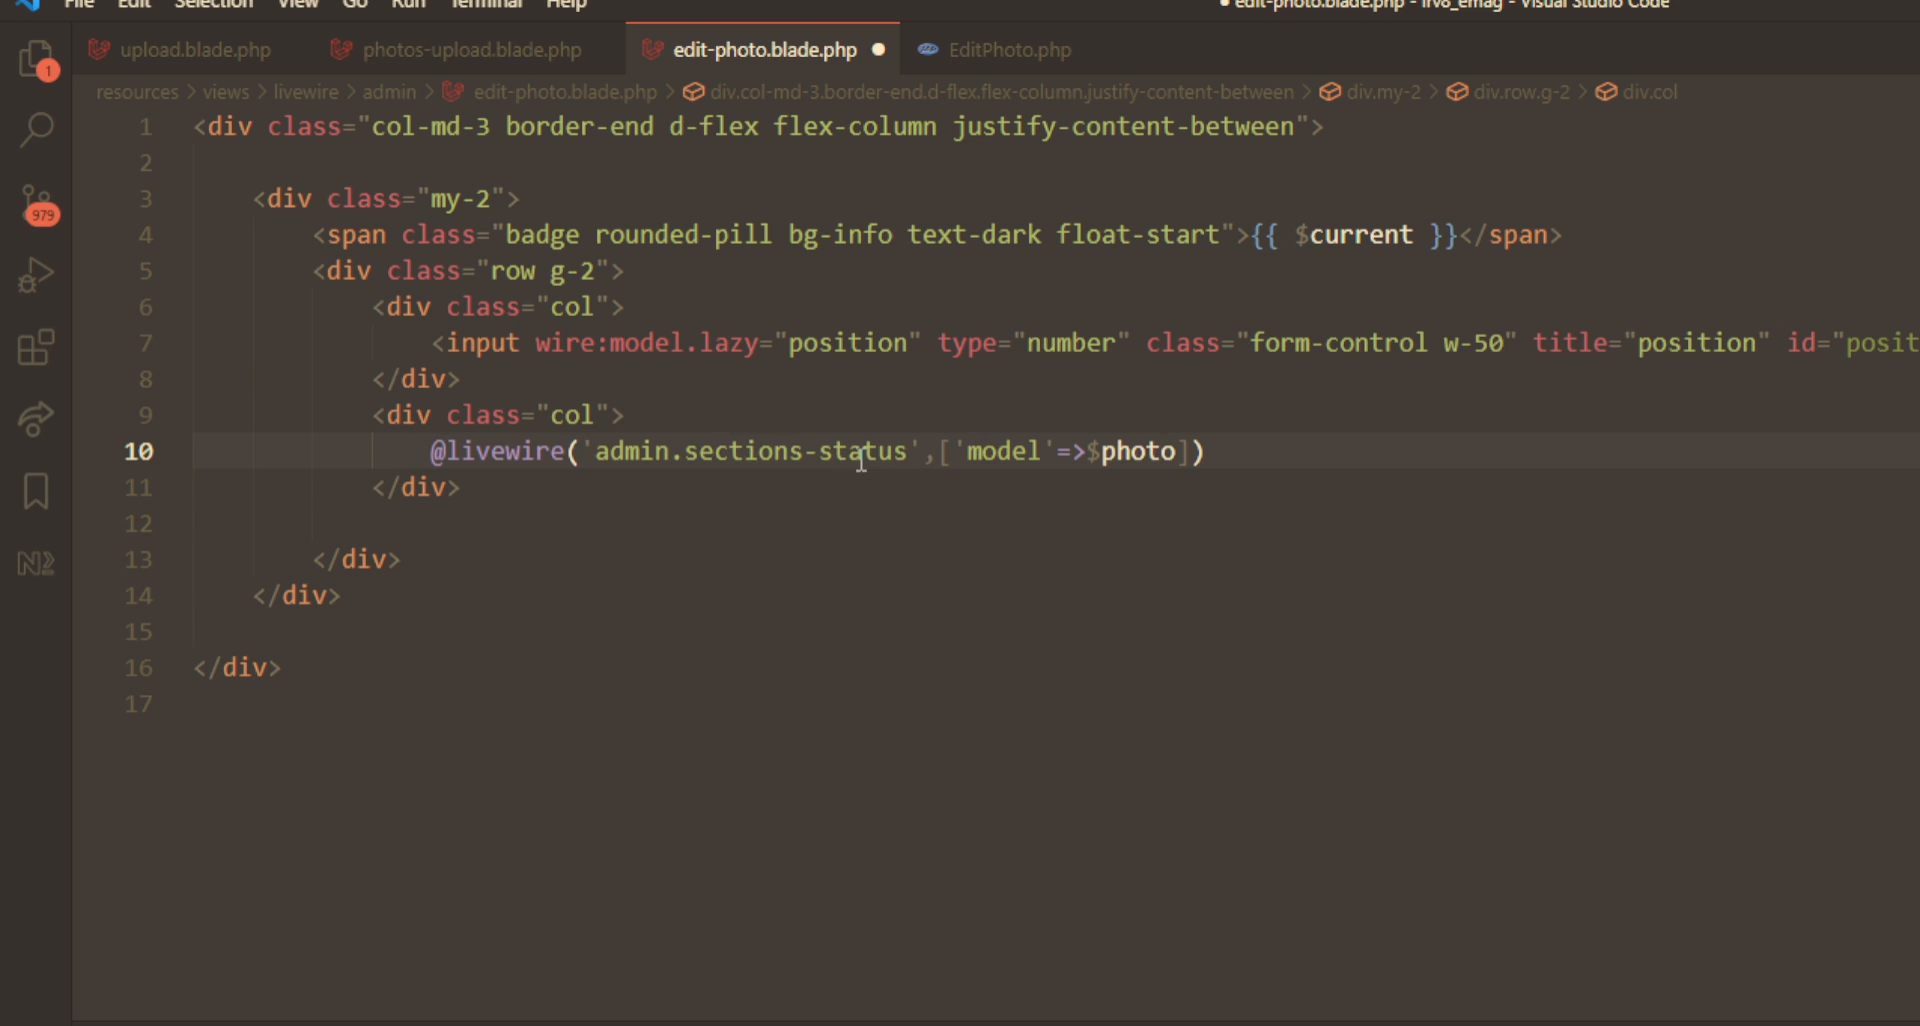 File Edit Selection View Go Run Terminal Help
● edit-photo.blade.php - lrv8_emag - Visual Studio Code
upload.blade.php photos-upload.blade.php edit-photo.blade.php ● EditPhoto.php
resources > views > livewire > admin > edit-photo.blade.php > div.col-md-3.border-end.d-flex.flex-column.justify-content-between > div.my-2 > div.row.g-2 > div.col
1 <div class="col-md-3 border-end d-flex flex-column justify-content-between">
2
3 <div class="my-2">
4 <span class="badge rounded-pill bg-info text-dark float-start">{{ $current }}</span>
5 <div class="row g-2">
6 <div class="col">
7 <input wire:model.lazy="position" type="number" class="form-control w-50" title="position" id="posit
8 </div>
9 <div class="col">
10 @livewire('admin.sections-status',['model'=>$photo])
11 </div>
12
13 </div>
14 </div>
15
16 </div>
17
1
979